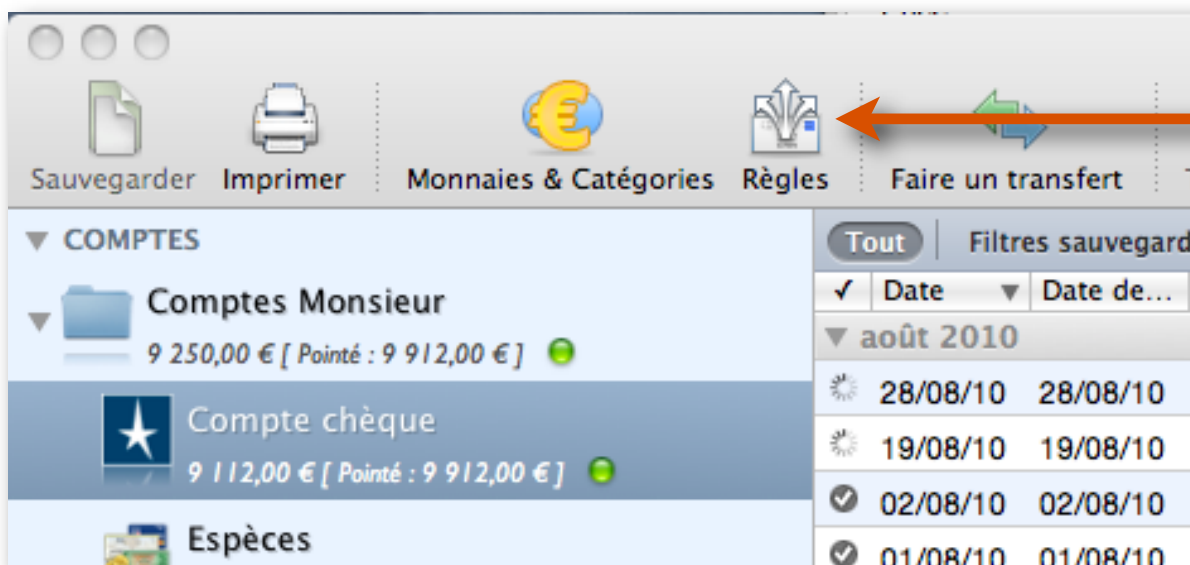 Sauvegarder Imprimer Monnaies & Catégories Règles Faire un transfert
COMPTES
Tout Filtres sauvegard
Comptes Monsieur
✓ Date Date de...
9 250,00 € [ Pointé : 9 912,00 € ]
août 2010
28/08/10 28/08/10
Compte chèque
19/08/10 19/08/10
9 112,00 € [ Pointé : 9 912,00 € ]
02/08/10 02/08/10
Espèces
01/08/10 01/08/10